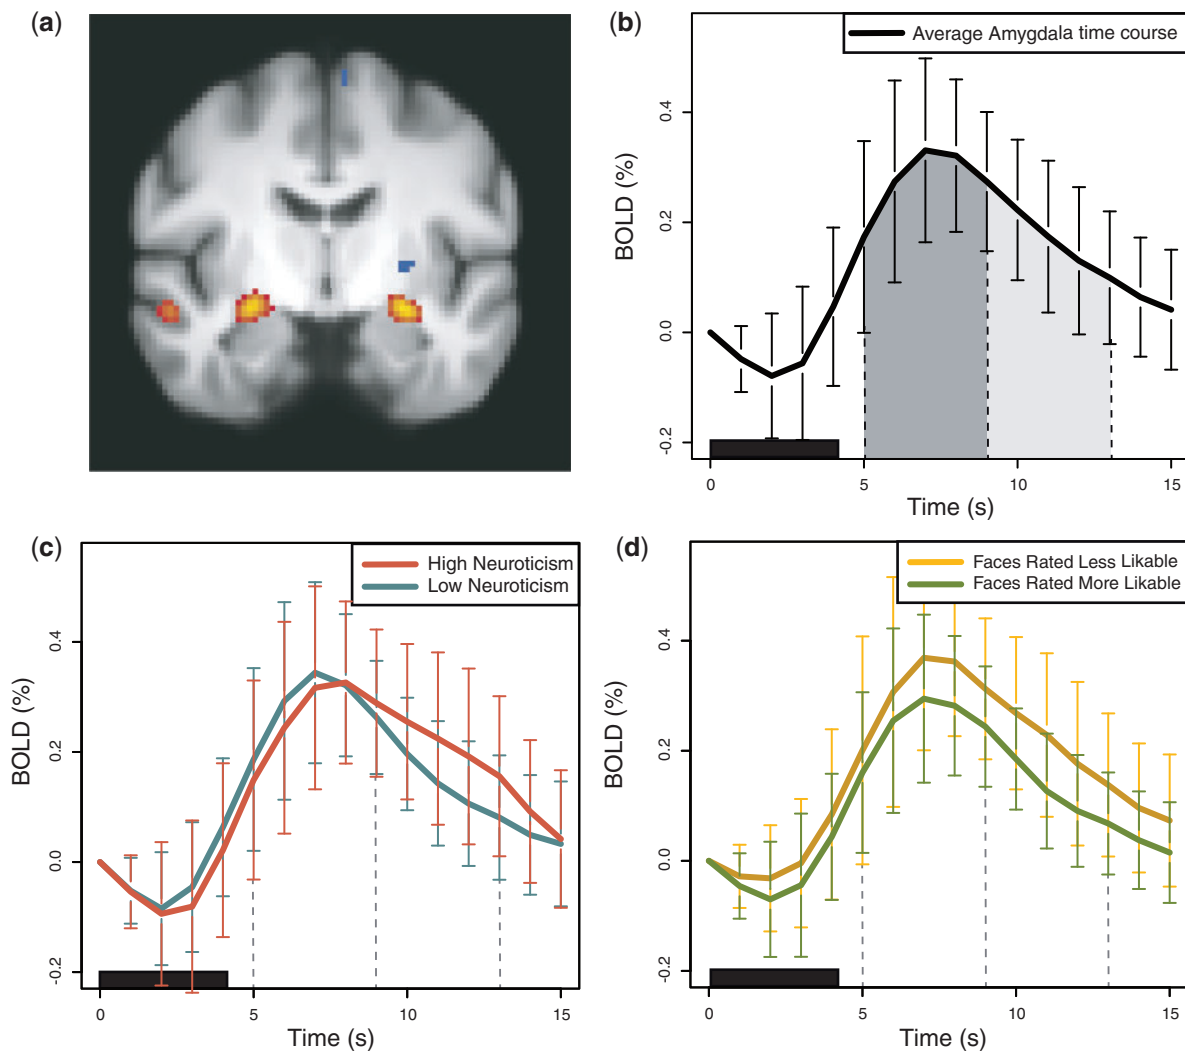 (a)
(b)
Average Amygdala time course
BOLD (%)
0.4
0.2
0.0
-0.2
0 5 10 15
Time (s)
(c)
High Neuroticism
Low Neuroticism
BOLD (%)
0.4
0.2
0.0
-0.2
0 5 10 15
Time (s)
(d)
Faces Rated Less Likable
Faces Rated More Likable
BOLD (%)
0.4
0.2
0.0
-0.2
0 5 10 15
Time (s)